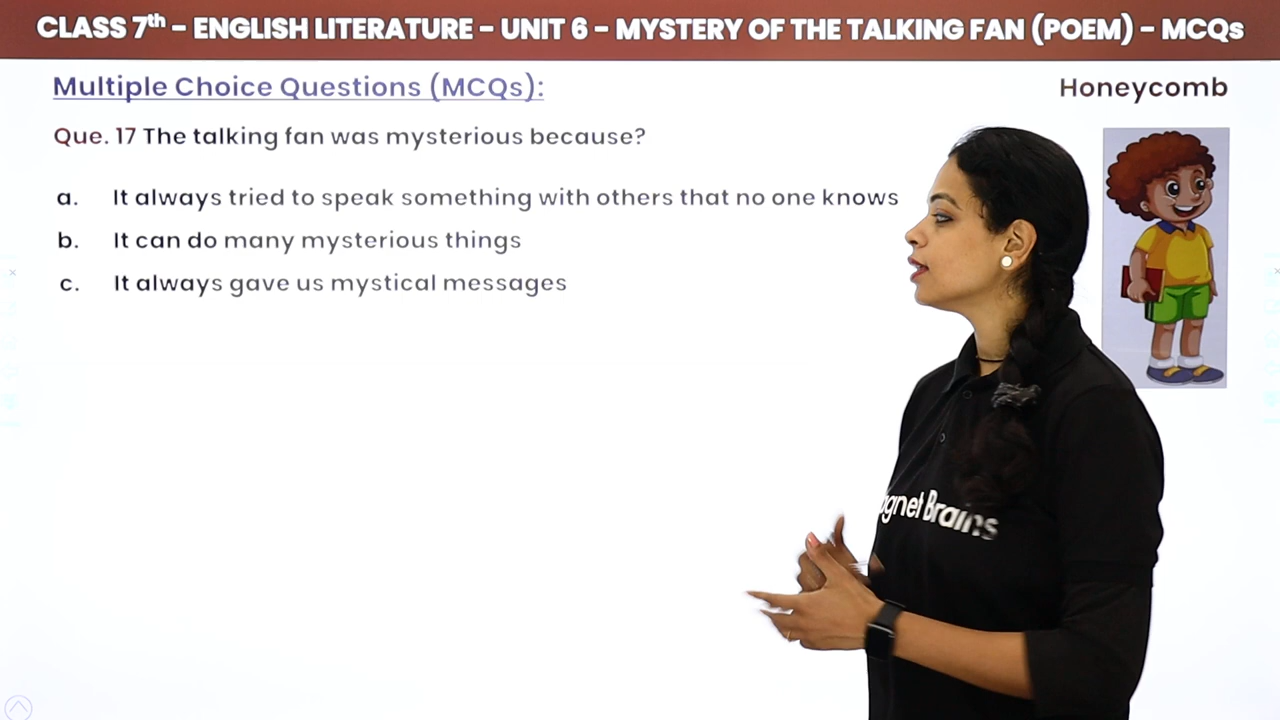 CLASS 7th – ENGLISH LITERATURE – UNIT 6 – MYSTERY OF THE TALKING FAN (POEM) – MCQs
Multiple Choice Questions (MCQs):
Honeycomb
Que. 17 The talking fan was mysterious because?
a. It always tried to speak something with others that no one knows
b. It can do many mysterious things
c. It always gave us mystical messages
Brains